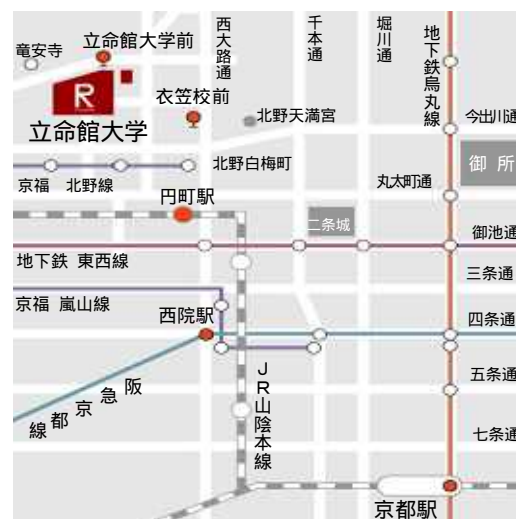 西大路通
千本通
堀川通
地下鉄烏丸線
竜安寺
立命館大学前
R
立命館大学
衣笠校前
北野天満宮
今出川通
北野白梅町
京福 北野線
円町駅
丸太町通
御所
二条城
御池通
地下鉄 東西線
三条通
京福 嵐山線
西院駅
四条通
阪急京都線
JR山陰本線
五条通
七条通
京都駅